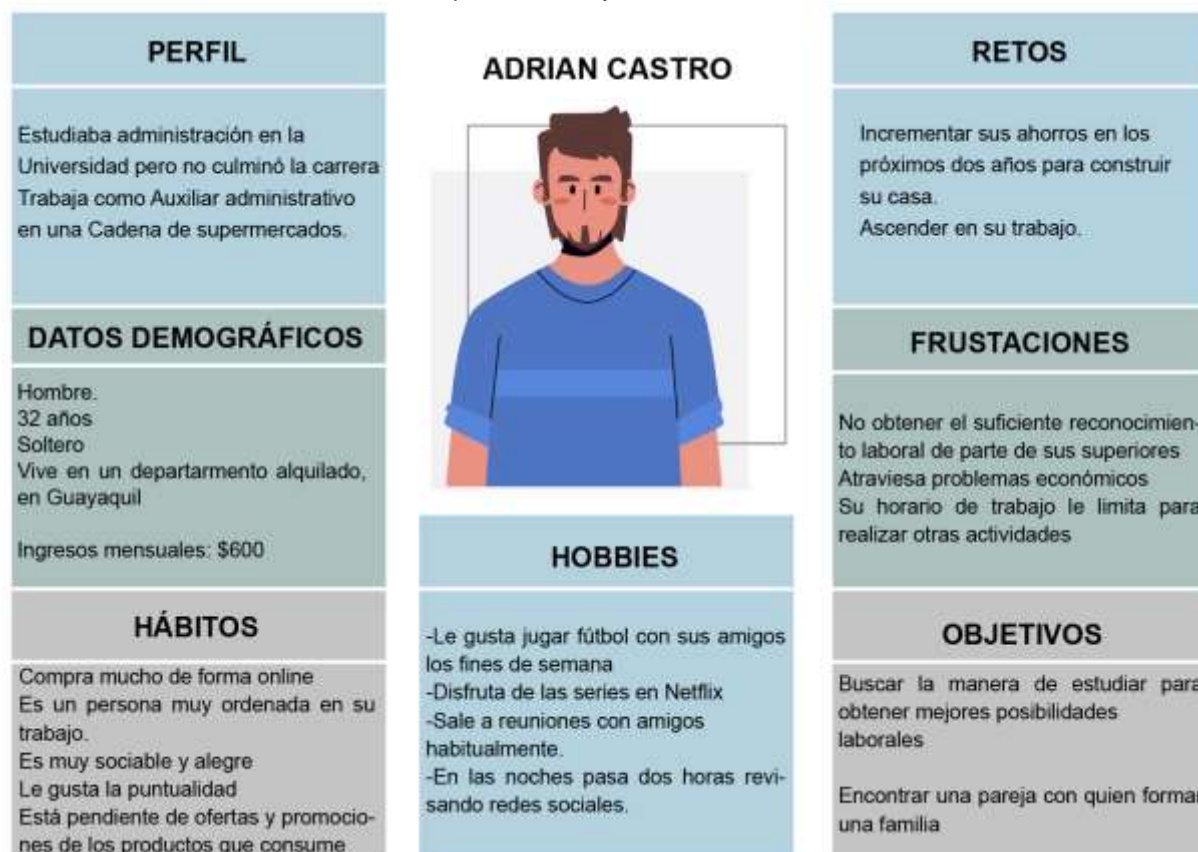 PERFIL
Estudiaba administración en la
Universidad pero no culminó la carrera
Trabaja como Auxiliar administrativo
en una Cadena de supermercados.
DATOS DEMOGRÁFICOS
Hombre.
32 años
Soltero
Vive en un departarmento alquilado,
en Guayaquil
Ingresos mensuales: $600
HÁBITOS
Compra mucho de forma online
Es un persona muy ordenada en su
trabajo.
Es muy sociable y alegre
Le gusta la puntualidad
Está pendiente de ofertas y promocio-
nes de los productos que consume
ADRIAN CASTRO
HOBBIES
-Le gusta jugar fútbol con sus amigos
los fines de semana
-Disfruta de las series en Netflix
-Sale a reuniones con amigos
habitualmente.
-En las noches pasa dos horas revi-
sando redes sociales.
RETOS
Incrementar sus ahorros en los
próximos dos años para construir
su casa.
Ascender en su trabajo.
FRUSTACIONES
No obtener el suficiente reconocimien-
to laboral de parte de sus superiores
Atraviesa problemas económicos
Su horario de trabajo le limita para
realizar otras actividades
OBJETIVOS
Buscar la manera de estudiar para
obtener mejores posibilidades
laborales
Encontrar una pareja con quien formar
una familia